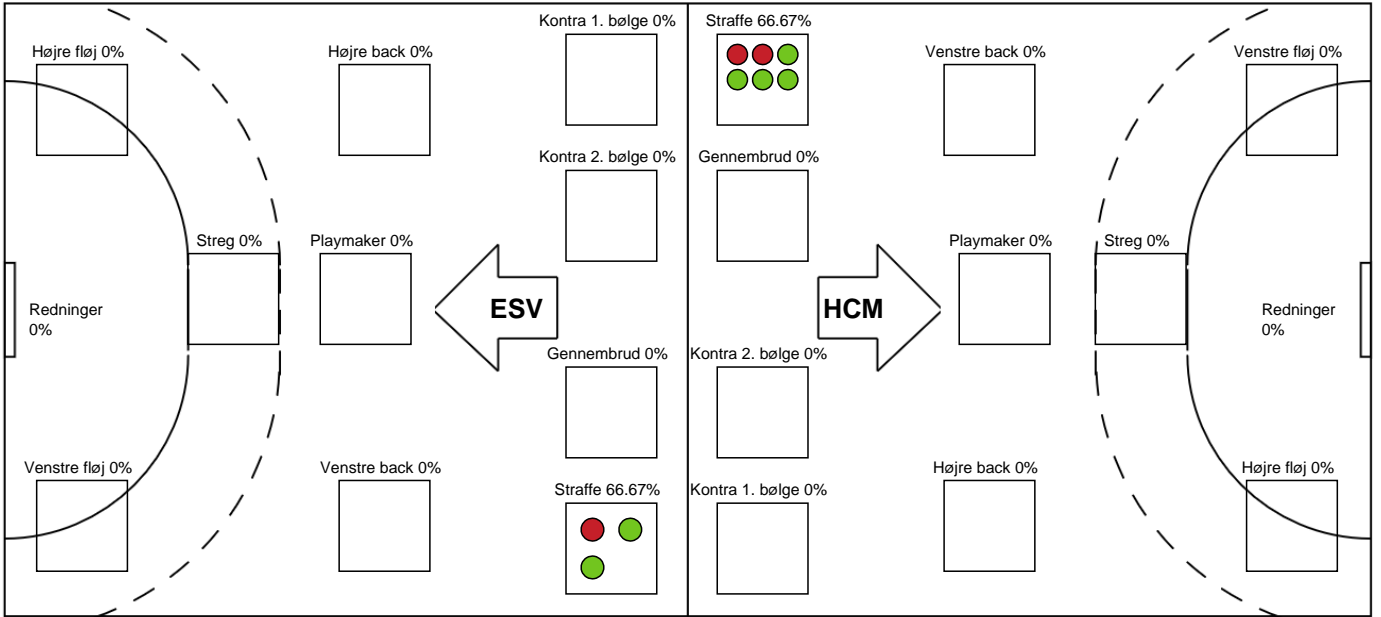 Kontra 1. bølge 0%
Straffe 66.67%
Højre fløj 0%
Højre back 0%
Venstre back 0%
Venstre fløj 0%
Kontra 2. bølge 0%
Gennembrud 0%
Streg 0%
Playmaker 0%
Playmaker 0%
Streg 0%
Redninger
0%
ESV
HCM
Redninger
0%
Gennembrud 0%
Kontra 2. bølge 0%
Venstre fløj 0%
Venstre back 0%
Højre back 0%
Højre fløj 0%
Straffe 66.67%
Kontra 1. bølge 0%